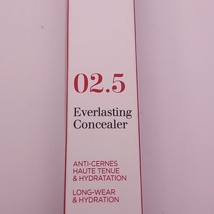 02.5
Everlasting
Concealer
ANTI-CERNES
HAUTE TENUE
& HYDRATATION
LONG-WEAR
& HYDRATION